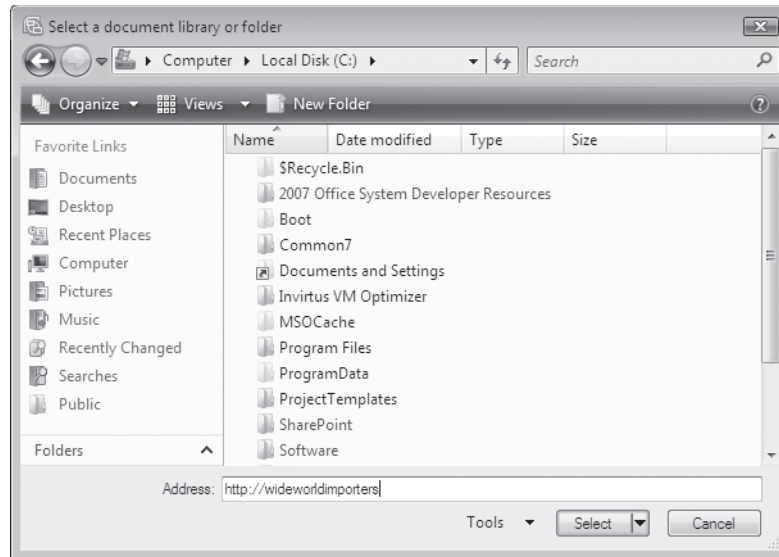 Select a document library or folder
Computer Local Disk (C:) Search
Organize Views New Folder
Favorite Links
Documents
Desktop
Recent Places
Computer
Pictures
Music
Recently Changed
Searches
Public
Folders
Name Date modified Type Size
$Recycle.Bin
2007 Office System Developer Resources
Boot
Common7
Documents and Settings
Invirtus VM Optimizer
MSOCache
Program Files
ProgramData
ProjectTemplates
SharePoint
Software
Address: http://wideworldimporters
Tools Select Cancel